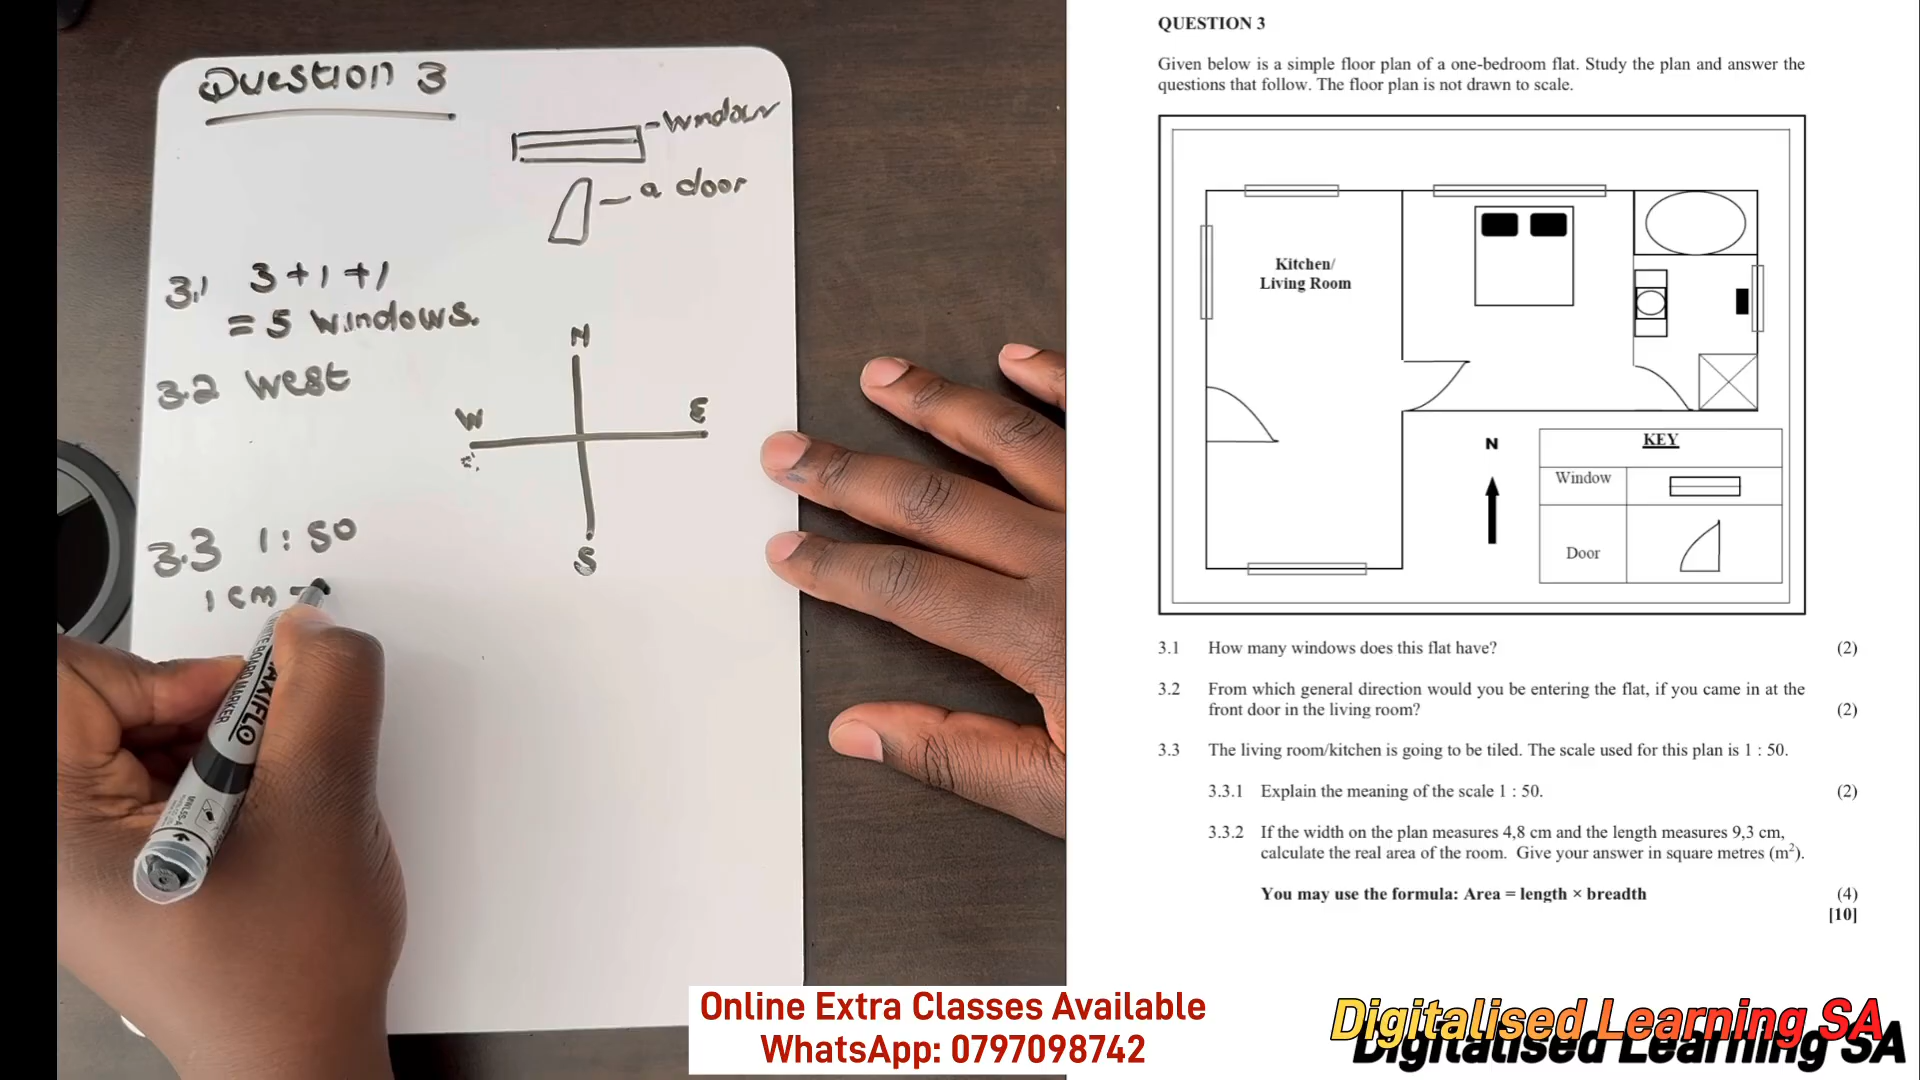 Question 3
- Window
- a door
3.1 3+1+1
= 5 windows.
3.2 West
N
W E
S
3.3 1:50
1 cm =
WHITE BOARD MARKER
MAXIFLO
QUESTION 3
Given below is a simple floor plan of a one-bedroom flat. Study the plan and answer the
questions that follow. The floor plan is not drawn to scale.
Kitchen/
Living Room
N
KEY
Window
Door
3.1 How many windows does this flat have? (2)
3.2 From which general direction would you be entering the flat, if you came in at the
front door in the living room? (2)
3.3 The living room/kitchen is going to be tiled. The scale used for this plan is 1 : 50.
3.3.1 Explain the meaning of the scale 1 : 50. (2)
3.3.2 If the width on the plan measures 4,8 cm and the length measures 9,3 cm,
calculate the real area of the room. Give your answer in square metres (m²).
You may use the formula: Area = length × breadth (4)
[10]
Online Extra Classes Available
WhatsApp: 0797098742
Digitalised Learning SA